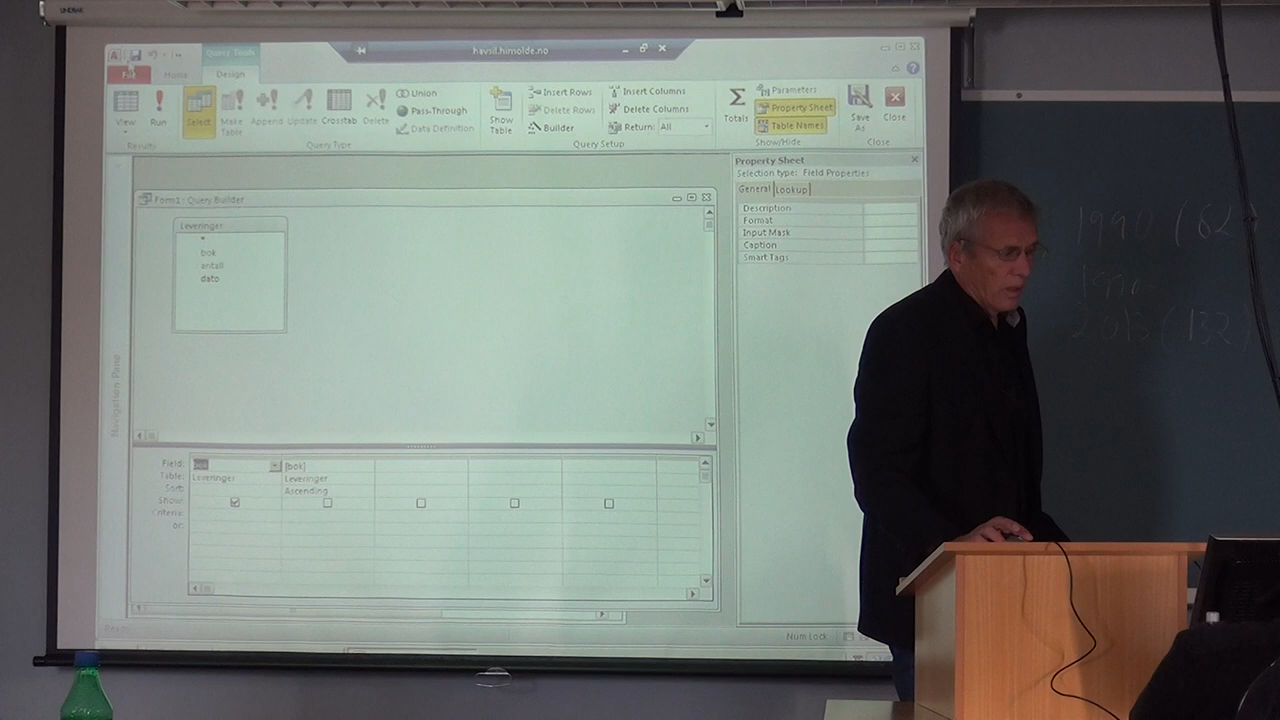 havsil.himolde.no
Query Tools
File Home Design
View Run Select Make Table Append Update Crosstab Delete
Union
Pass-Through
Data Definition
Show Table
Insert Rows
Delete Rows
Builder
Insert Columns
Delete Columns
Return: All
Totals
Parameters
Property Sheet
Table Names
Save As
Close
Results Query Type Query Setup Show/Hide Close
Property Sheet
Selection type: Field Properties
General Lookup
Description
Format
Input Mask
Caption
Smart Tags
Form1 : Query Builder
Leveringer
*
bok
antall
dato
Navigation Pane
Field: bok [bok]
Table: Leveringer Leveringer
Sort: Ascending
Show:
Criteria:
or:
Ready
Num Lock
1990 (62)
2013 (132)